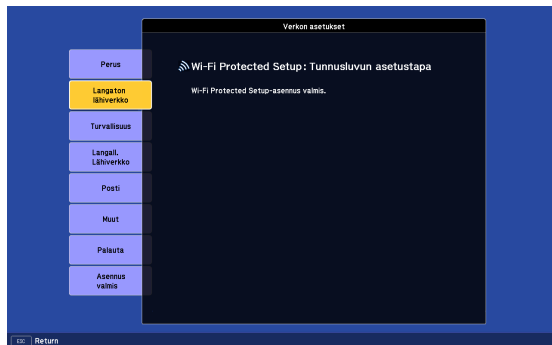 Verkon asetukset
Perus
Langaton
lähiverkko
Turvallisuus
Langall.
Lähiverkko
Posti
Muut
Palauta
Asennus
valmis
Wi-Fi Protected Setup: Tunnusluvun asetustapa
Wi-Fi Protected Setup-asennus valmis.
ESC Return